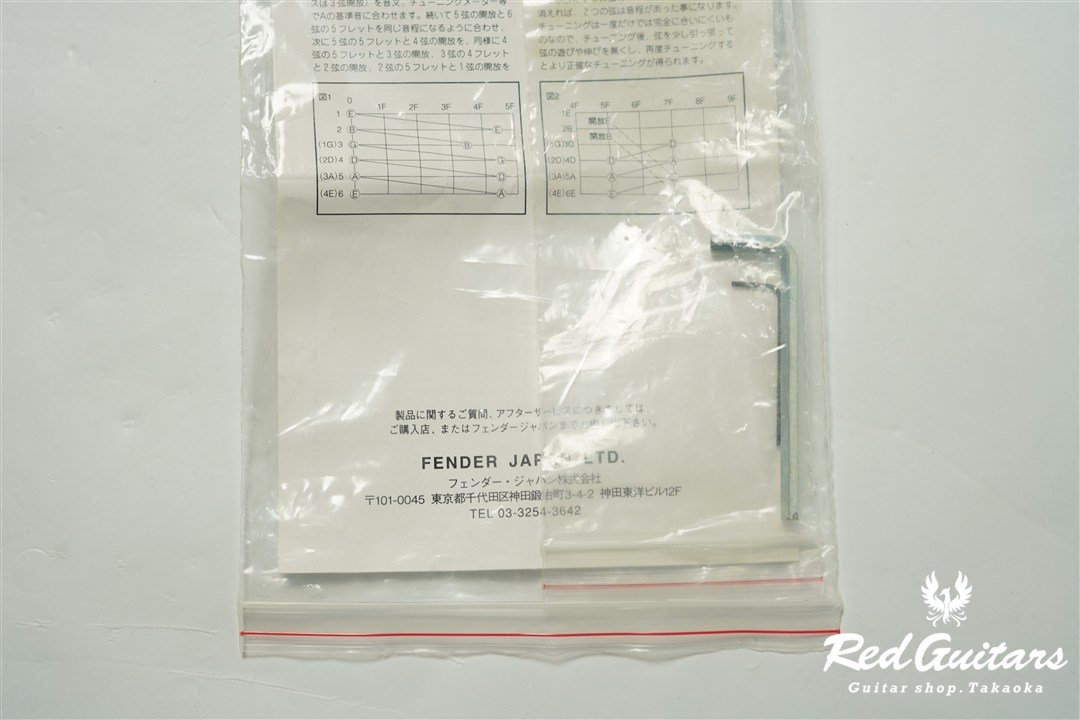 スは3弦開放）を音叉、チューニングメーター等
でAの基準音に合わせます。続いて5弦の開放と6
弦の5フレットを同じ音程になるように合わせ、
次に5弦の5フレットと4弦の開放を、同様に4
弦の5フレットと3弦の開放、3弦の4フレット
と2弦の開放、2弦の5フレットと1弦の開放を
消えれば、2つの弦は音程があった事になります。
チューニングは一度だけでは完全に合いにくいも
のなので、チューニング後、弦を少し引っ張って
弦の遊びや伸びを無くし、再度チューニングする
とより正確なチューニングが得られます。
図1
0 1F 2F 3F 4F 5F
1 E
2 B E
(1G)3 G B
(2D)4 D G
(3A)5 A D
(4E)6 E A
図2
4F 5F 6F 7F 8F 9F
1E 開放E
2B 開放B
(1G)3G D
(2D)4D D A
(3A)5A A E
(4E)6E E
製品に関するご質問、アフターサービスにつきましては、
ご購入店、またはフェンダージャパンまでお申し出下さい。
FENDER JAPAN LTD.
フェンダー・ジャパン株式会社
〒101-0045 東京都千代田区神田鍛冶町3-4-2 神田東洋ビル12F
TEL 03-3254-3642
Red Guitars
Guitar shop.Takaoka